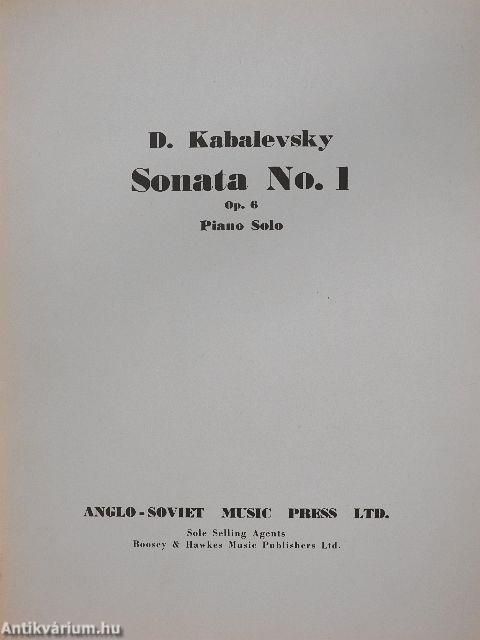 D. Kabalevsky
Sonata No. 1
Op. 6
Piano Solo
ANGLO-SOVIET MUSIC PRESS LTD.
Sole Selling Agents
Boosey & Hawkes Music Publishers Ltd.
Antikvárium.hu